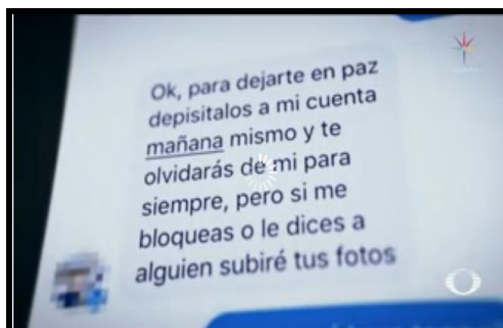 Ok, para dejarte en paz
depisitalos a mi cuenta
mañana mismo y te
olvidarás de mi para
siempre, pero si me
bloqueas o le dices a
alguien subiré tus fotos